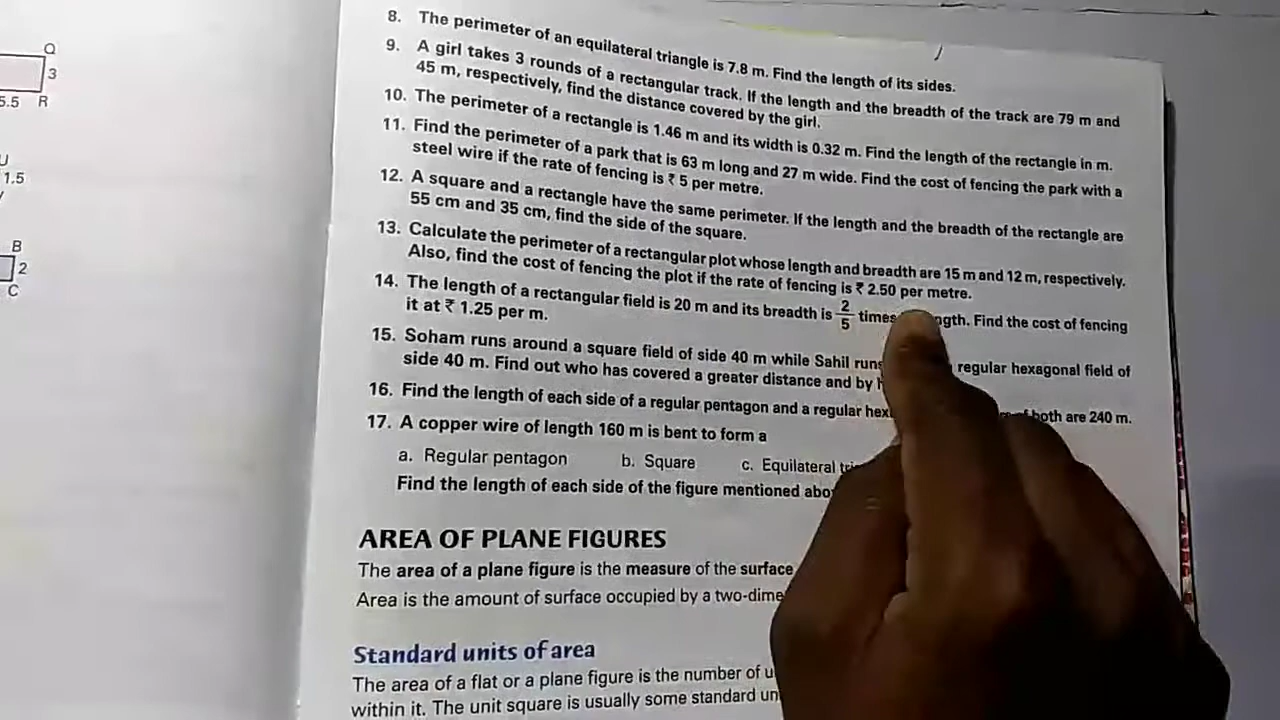 Q
3
5.5 R
U
1.5
B
2
C
8. The perimeter of an equilateral triangle is 7.8 m. Find the length of its sides.
9. A girl takes 3 rounds of a rectangular track. If the length and the breadth of the track are 79 m and
45 m, respectively, find the distance covered by the girl.
10. The perimeter of a rectangle is 1.46 m and its width is 0.32 m. Find the length of the rectangle in m.
11. Find the perimeter of a park that is 63 m long and 27 m wide. Find the cost of fencing the park with a
steel wire if the rate of fencing is ₹ 5 per metre.
12. A square and a rectangle have the same perimeter. If the length and the breadth of the rectangle are
55 cm and 35 cm, find the side of the square.
13. Calculate the perimeter of a rectangular plot whose length and breadth are 15 m and 12 m, respectively.
Also, find the cost of fencing the plot if the rate of fencing is ₹ 2.50 per metre.
14. The length of a rectangular field is 20 m and its breadth is 2/5 times ngth. Find the cost of fencing
it at ₹ 1.25 per m.
15. Soham runs around a square field of side 40 m while Sahil runs regular hexagonal field of
side 40 m. Find out who has covered a greater distance and by
16. Find the length of each side of a regular pentagon and a regular hex of both are 240 m.
17. A copper wire of length 160 m is bent to form a
a. Regular pentagon b. Square c. Equilateral tri
Find the length of each side of the figure mentioned abo
AREA OF PLANE FIGURES
The area of a plane figure is the measure of the surface
Area is the amount of surface occupied by a two-dime
Standard units of area
The area of a flat or a plane figure is the number of u
within it. The unit square is usually some standard un